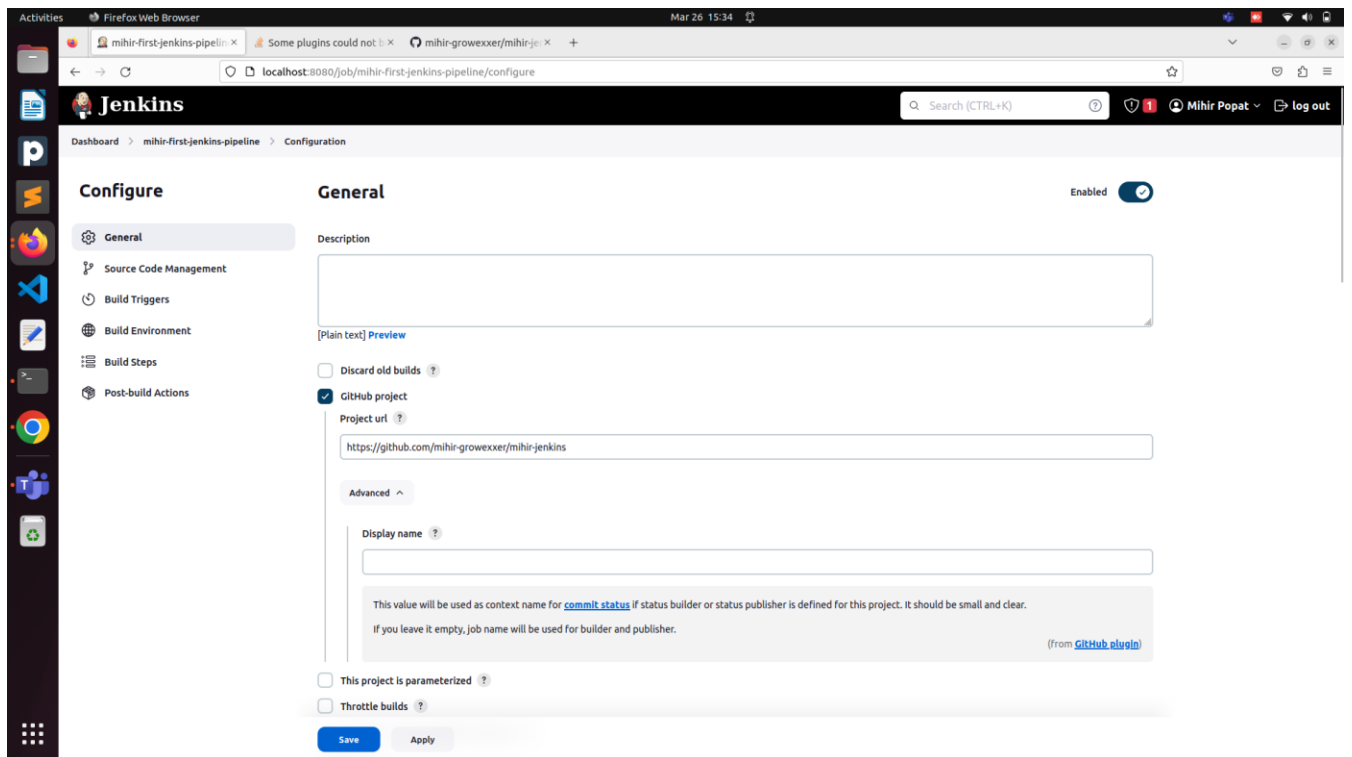 Activities Firefox Web Browser Mar 26 15:34
mihir-first-jenkins-pipelin × Some plugins could not b × mihir-growexxer/mihir-je × +
localhost:8080/job/mihir-first-jenkins-pipeline/configure
Jenkins Search (CTRL+K) ? 1 Mihir Popat log out
Dashboard > mihir-first-jenkins-pipeline > Configuration
Configure
General
Source Code Management
Build Triggers
Build Environment
Build Steps
Post-build Actions
General Enabled
Description
[Plain text] Preview
Discard old builds ?
GitHub project
Project url ?
https://github.com/mihir-growexxer/mihir-jenkins
Advanced
Display name ?
This value will be used as context name for commit status if status builder or status publisher is defined for this project. It should be small and clear.
If you leave it empty, job name will be used for builder and publisher.
(from GitHub plugin)
This project is parameterized ?
Throttle builds ?
Save Apply